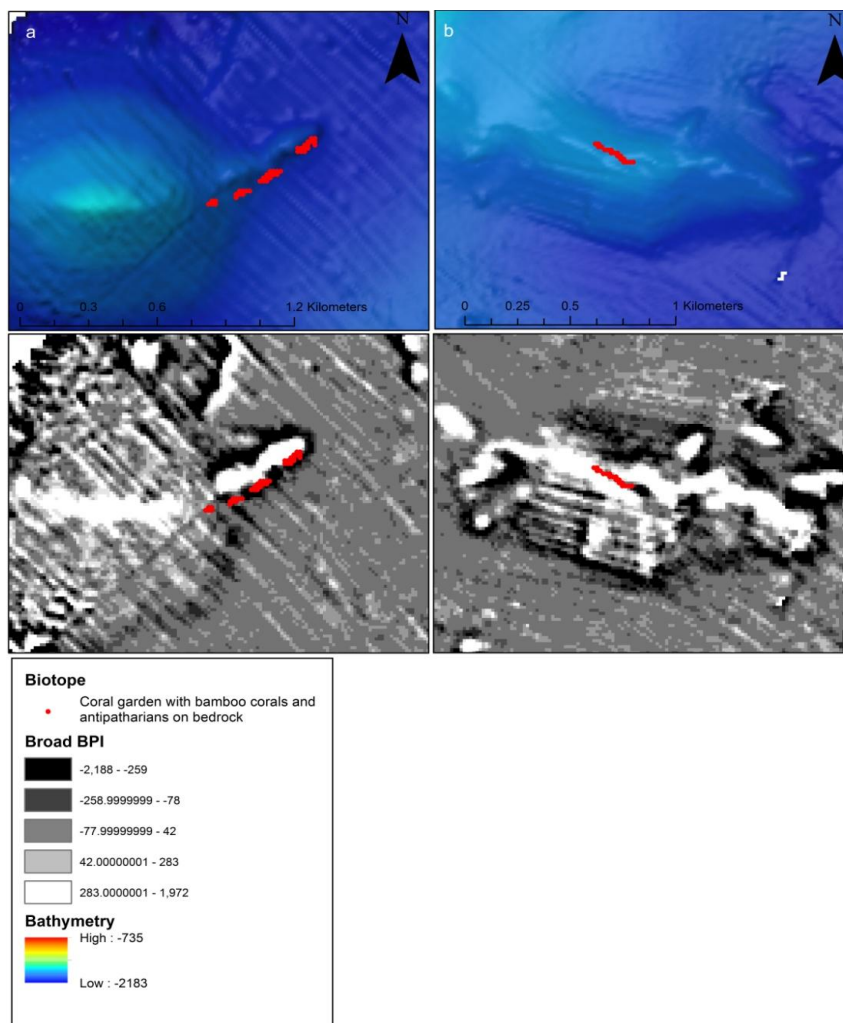 a
N
b
N
0 0.3 0.6 1.2 Kilometers
0 0.25 0.5 1 Kilometers
Biotope
Coral garden with bamboo corals and
antipatharians on bedrock
Broad BPI
-2,188 - -259
-258.9999999 - -78
-77.99999999 - 42
42.00000001 - 283
283.0000001 - 1,972
Bathymetry
High : -735
Low : -2183